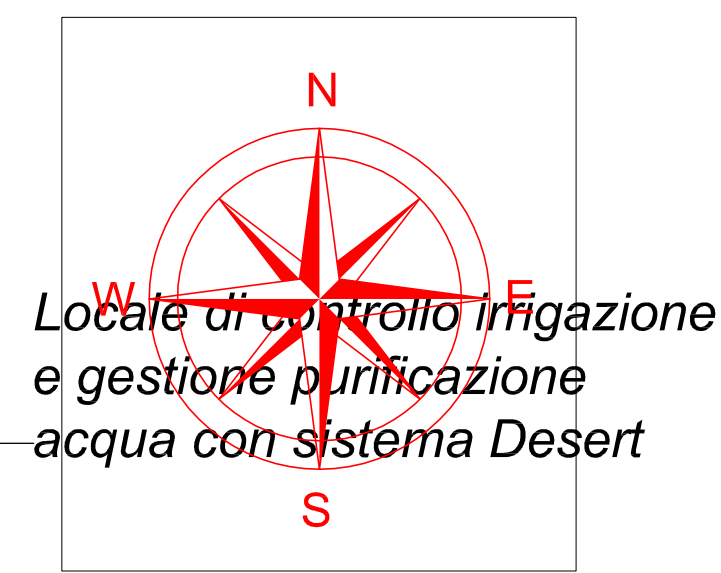 N
W
E
Locale di controllo irrigazione
e gestione purificazione
acqua con sistema Desert
S